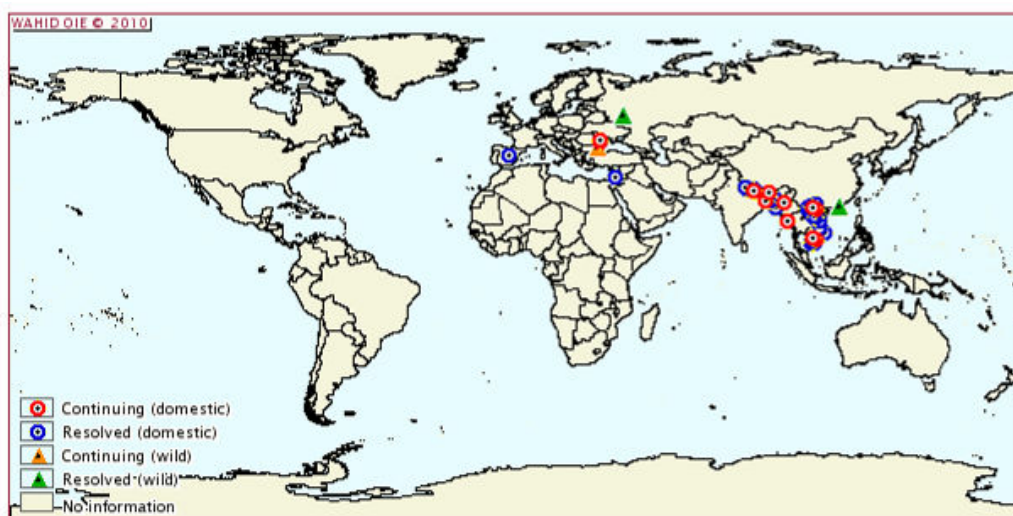 WAHID OIE © 2010
Continuing (domestic)
Resolved (domestic)
Continuing (wild)
Resolved (wild)
No information